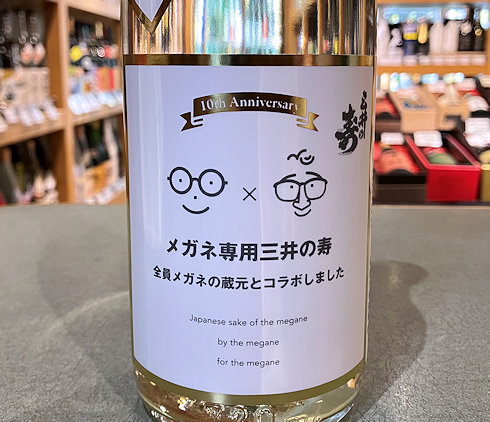 10th Anniversary
三井の
寿
×
メガネ専用三井の寿
全員メガネの蔵元とコラボしました
Japanese sake of the megane
by the megane
for the megane